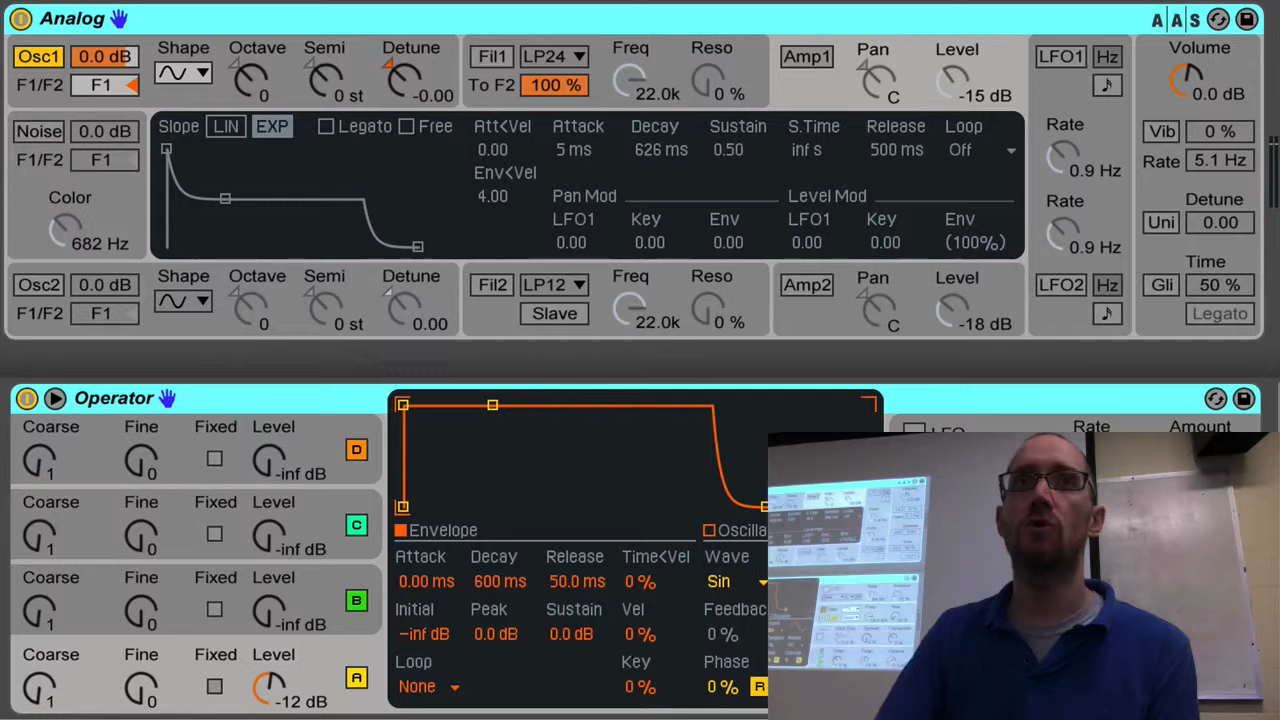 Analog
A A S
Osc1 0.0 dB Shape Octave Semi Detune Fil1 LP24 Freq Reso Amp1 Pan Level LFO1 Hz Volume
F1/F2 F1 0 0 st -0.00 To F2 100 % 22.0k 0 % C -15 dB 0.0 dB
Noise 0.0 dB Slope LIN EXP Legato Free Att<Vel Attack Decay Sustain S.Time Release Loop Rate Vib 0 %
F1/F2 F1 0.00 5 ms 626 ms 0.50 inf s 500 ms Off 0.9 Hz Rate 5.1 Hz
Env<Vel
Color 4.00 Pan Mod Level Mod Rate Detune
682 Hz LFO1 Key Env LFO1 Key Env Uni 0.00
0.00 0.00 0.00 0.00 0.00 (100%) 0.9 Hz
Time
Osc2 0.0 dB Shape Octave Semi Detune Fil2 LP12 Freq Reso Amp2 Pan Level LFO2 Hz Gli 50 %
F1/F2 F1 0 0 st 0.00 Slave 22.0k 0 % C -18 dB Legato
Operator
Coarse Fine Fixed Level D LFO Rate Amount
1 0 -inf dB
Coarse Fine Fixed Level C
1 0 -inf dB
Envelope Oscilla
Attack Decay Release Time<Vel Wave
0.00 ms 600 ms 50.0 ms 0 % Sin
Coarse Fine Fixed Level B
1 0 -inf dB
Initial Peak Sustain Vel Feedback
-inf dB 0.0 dB 0.0 dB 0 % 0 %
Coarse Fine Fixed Level A
1 0 -12 dB
Loop Key Phase
None 0 % 0 % R